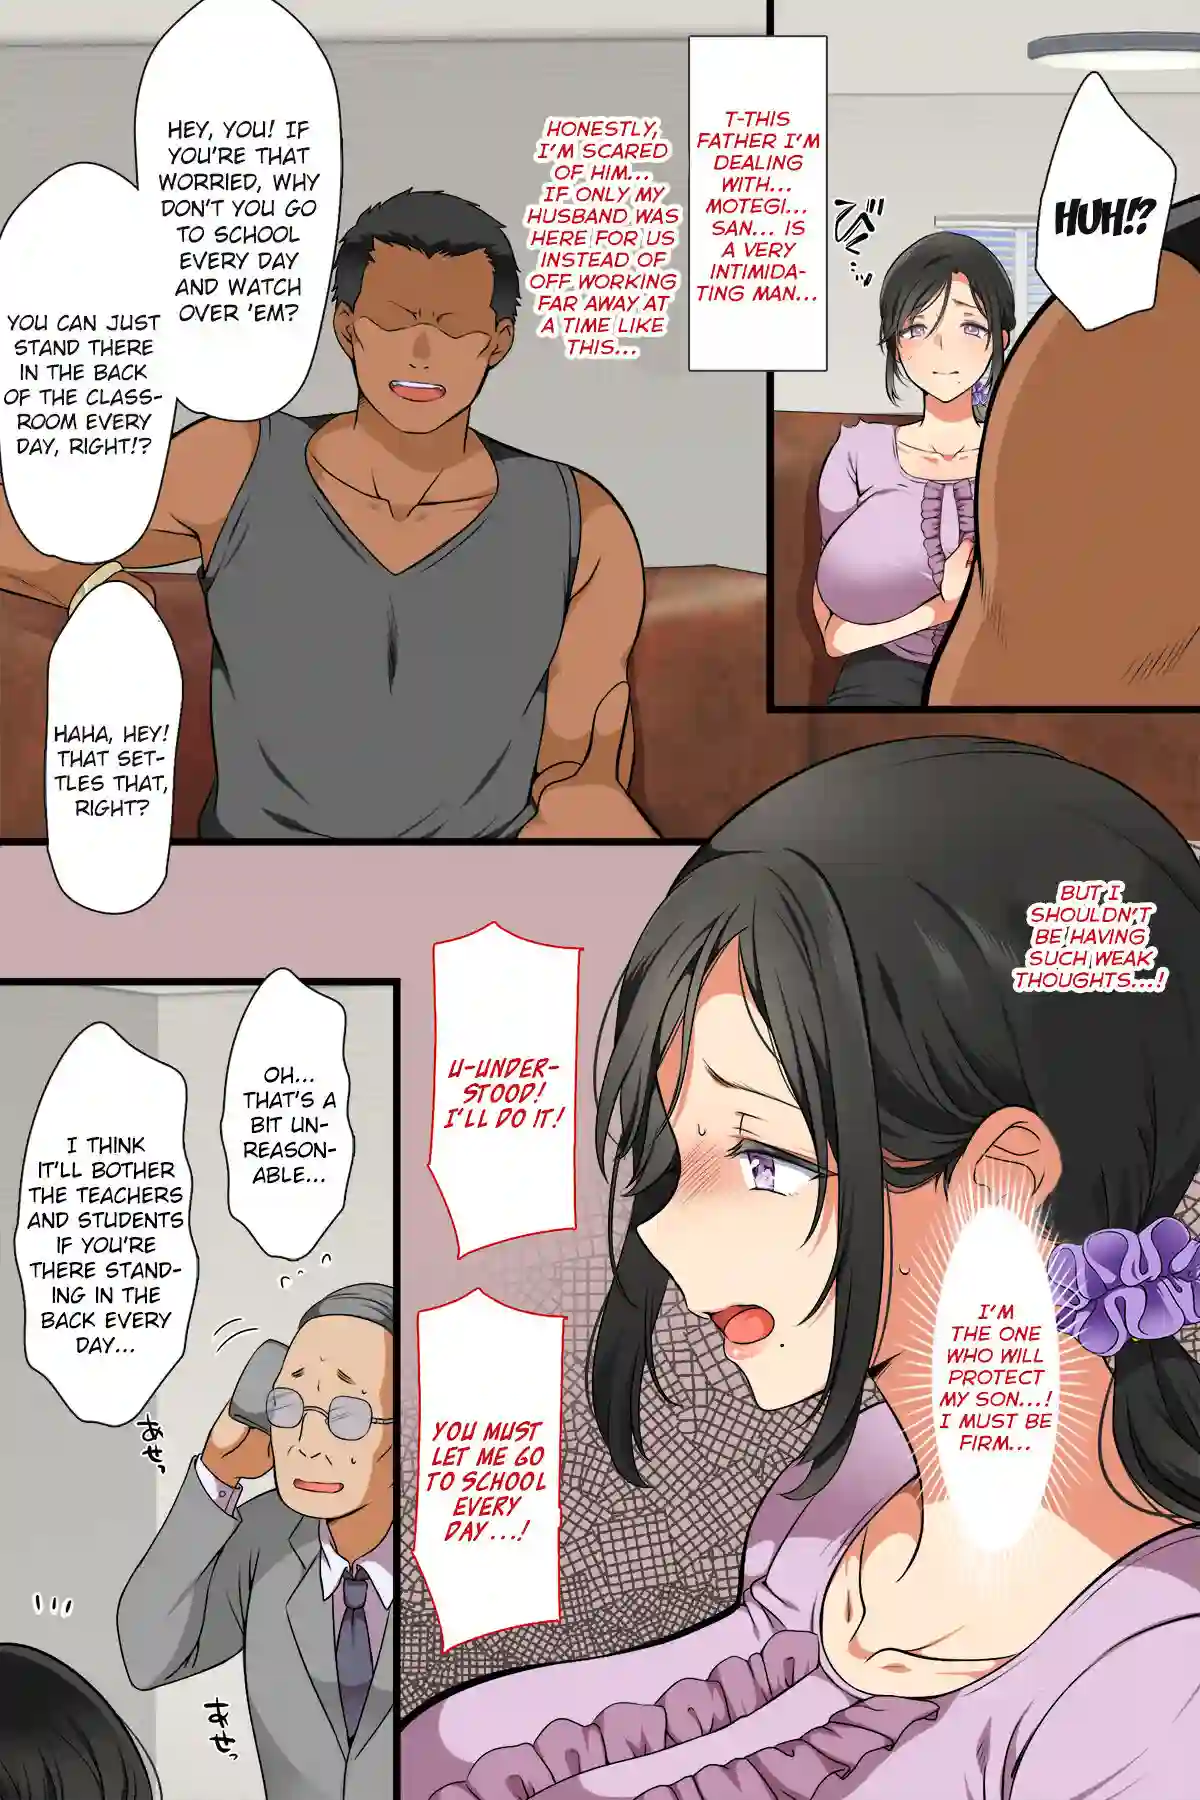 HUH!?
T-THIS
FATHER I'M
DEALING
WITH...
MOTEGI...
SAN... IS
A VERY
INTIMIDA-
TING MAN...
びく゛
HONESTLY,
I'M SCARED
OF HIM...
IF ONLY MY
HUSBAND WAS
HERE FOR US
INSTEAD OF
OFF WORKING
FAR AWAY AT
A TIME LIKE
THIS...
HEY, YOU! IF
YOU'RE THAT
WORRIED, WHY
DON'T YOU GO
TO SCHOOL
EVERY DAY
AND WATCH
OVER 'EM?
YOU CAN JUST
STAND THERE
IN THE BACK
OF THE CLASS-
ROOM EVERY
DAY, RIGHT!?
HAHA, HEY!
THAT SET-
TLES THAT,
RIGHT?
BUT I
SHOULDN'T
BE HAVING
SUCH WEAK
THOUGHTS...!
I'M
THE ONE
WHO WILL
PROTECT
MY SON...!
I MUST BE
FIRM...
U-UNDER-
STOOD!
I'LL DO IT!
YOU MUST
LET ME GO
TO SCHOOL
EVERY
DAY...!
OH...
THAT'S A
BIT UN-
REASON-
ABLE...
I THINK
IT'LL BOTHER
THE TEACHERS
AND STUDENTS
IF YOU'RE
THERE STAND-
ING IN THE
BACK EVERY
DAY...
あせっ
あせっ